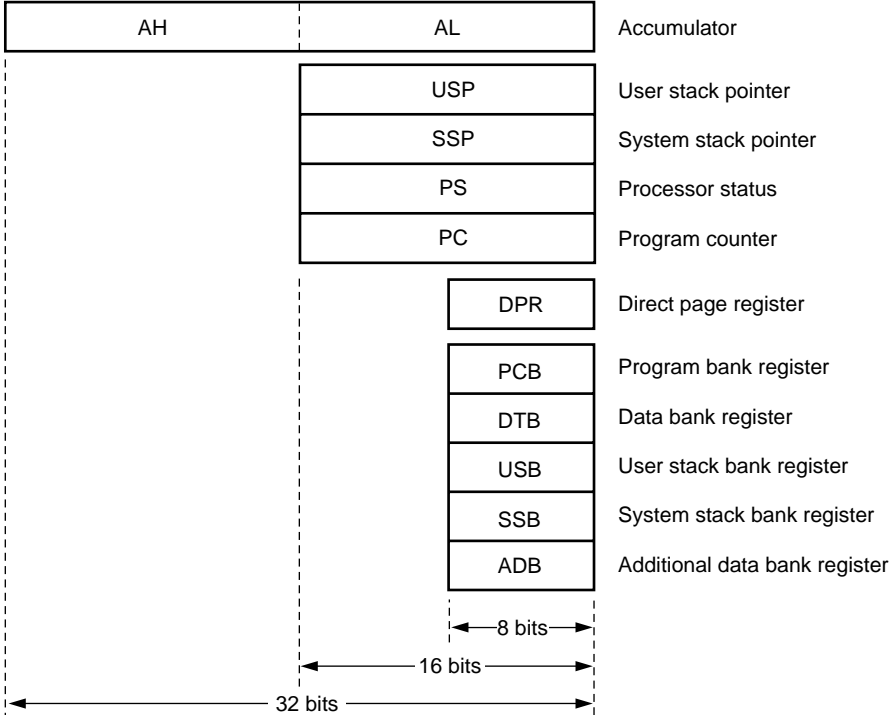 AH AL Accumulator
USP User stack pointer
SSP System stack pointer
PS Processor status
PC Program counter
DPR Direct page register
PCB Program bank register
DTB Data bank register
USB User stack bank register
SSB System stack bank register
ADB Additional data bank register
8 bits
16 bits
32 bits